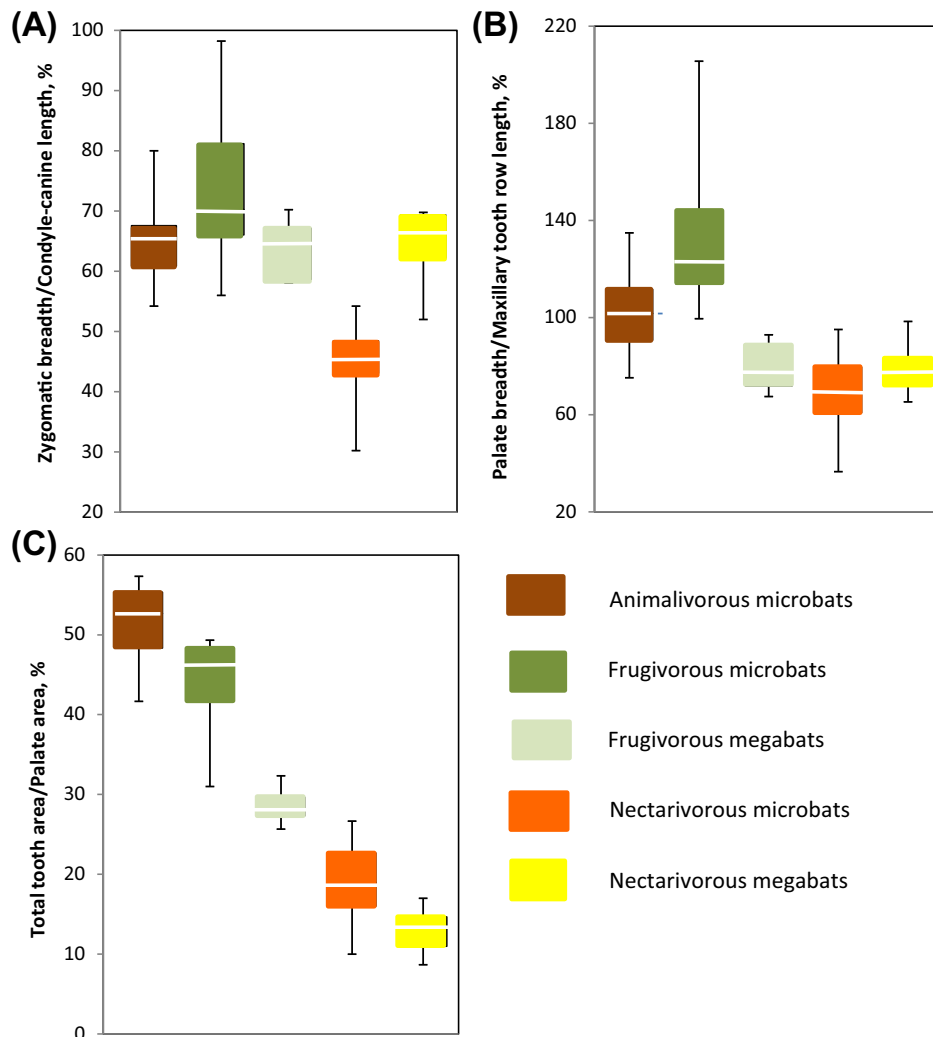 (A)
Zygomatic breadth/Condyle-canine length, %
100
90
80
70
60
50
40
30
20
(B)
Palate breadth/Maxillary tooth row length, %
220
180
140
100
60
20
(C)
Total tooth area/Palate area, %
60
50
40
30
20
10
0
Animalivorous microbats
Frugivorous microbats
Frugivorous megabats
Nectarivorous microbats
Nectarivorous megabats